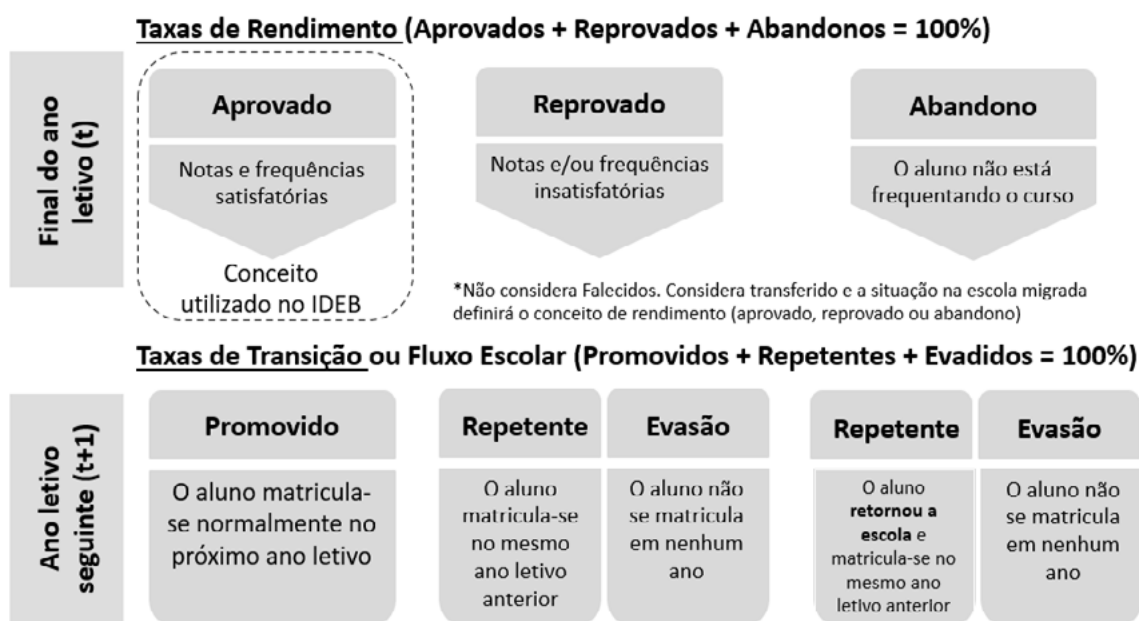 Taxas de Rendimento (Aprovados + Reprovados + Abandonos = 100%)
Final do ano
letivo (t)
Aprovado
Notas e frequências
satisfatórias
Conceito
utilizado no IDEB
Reprovado
Notas e/ou frequências
insatisfatórias
Abandono
O aluno não está
frequentando o curso
*Não considera Falecidos. Considera transferido e a situação na escola migrada
definirá o conceito de rendimento (aprovado, reprovado ou abandono)
Taxas de Transição ou Fluxo Escolar (Promovidos + Repetentes + Evadidos = 100%)
Ano letivo
seguinte (t+1)
Promovido
O aluno matricula-
se normalmente no
próximo ano letivo
Repetente
O aluno
matricula-se
no mesmo
ano letivo
anterior
Evasão
O aluno não
se matricula
em nenhum
ano
Repetente
O aluno
retornou a
escola e
matricula-se no
mesmo ano
letivo anterior
Evasão
O aluno não
se matricula
em nenhum
ano